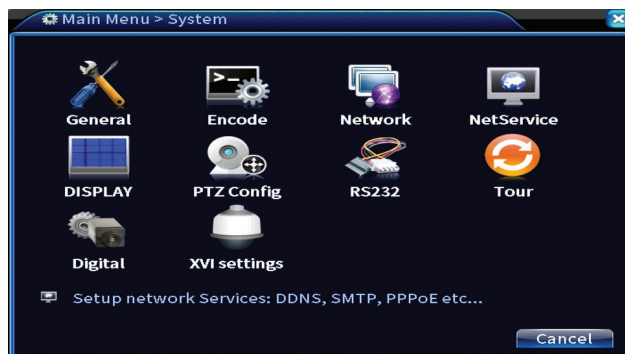 Main Menu > System
General Encode Network NetService
DISPLAY PTZ Config RS232 Tour
Digital XVI settings
Setup network Services: DDNS, SMTP, PPPoE etc...
Cancel